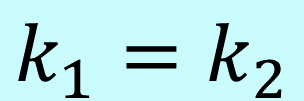 k₁ = k₂